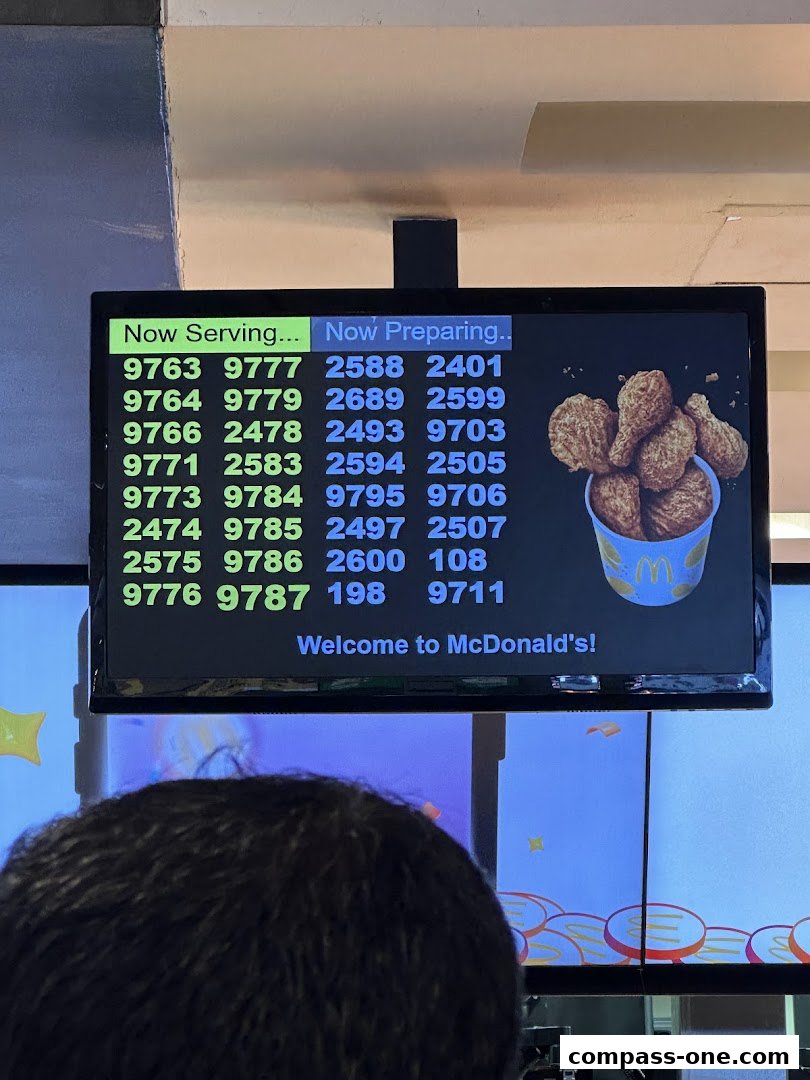 Now Serving... Now Preparing..
9763 9777 2588 2401
9764 9779 2689 2599
9766 2478 2493 9703
9771 2583 2594 2505
9773 9784 9795 9706
2474 9785 2497 2507
2575 9786 2600 108
9776 9787 198 9711
Welcome to McDonald's!
compass-one.com